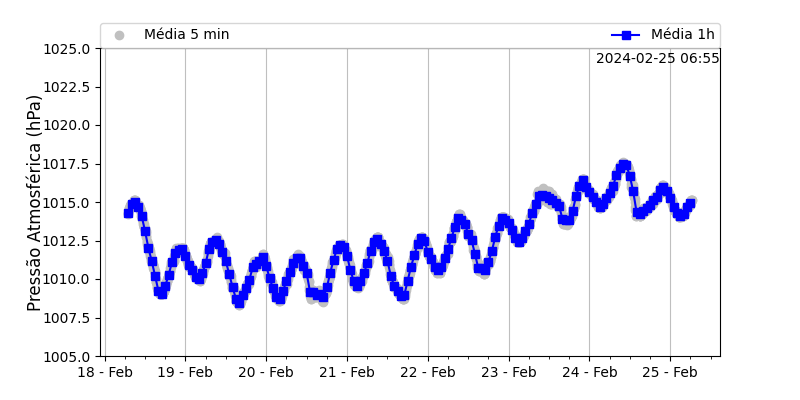 Média 5 min
Média 1h
2024-02-25 06:55
Pressão Atmosférica (hPa)
1025.0
1022.5
1020.0
1017.5
1015.0
1012.5
1010.0
1007.5
1005.0
18 - Feb
19 - Feb
20 - Feb
21 - Feb
22 - Feb
23 - Feb
24 - Feb
25 - Feb